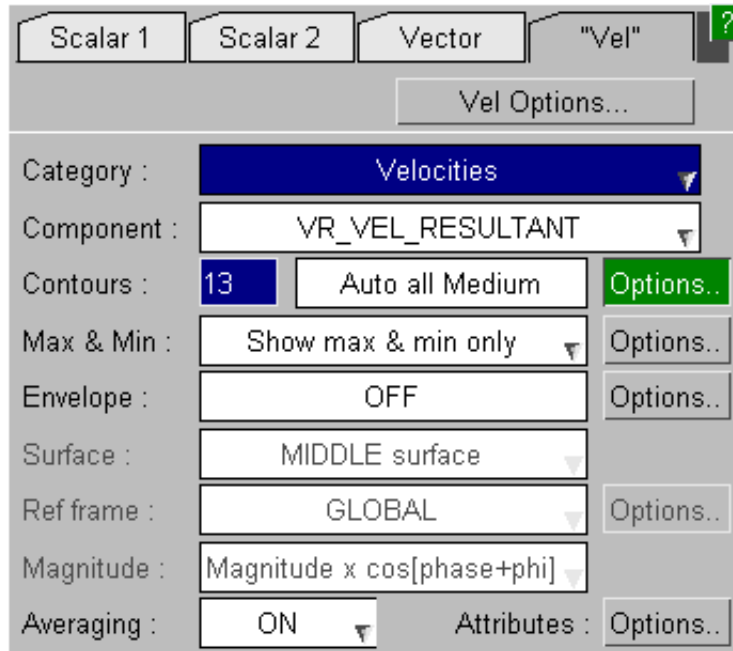 Scalar 1 Scalar 2 Vector "Vel" ?
Vel Options...
Category : Velocities
Component : VR_VEL_RESULTANT
Contours : 13 Auto all Medium Options..
Max & Min : Show max & min only Options..
Envelope : OFF Options..
Surface : MIDDLE surface
Ref frame : GLOBAL Options..
Magnitude : Magnitude x cos[phase+phi]
Averaging : ON Attributes : Options..